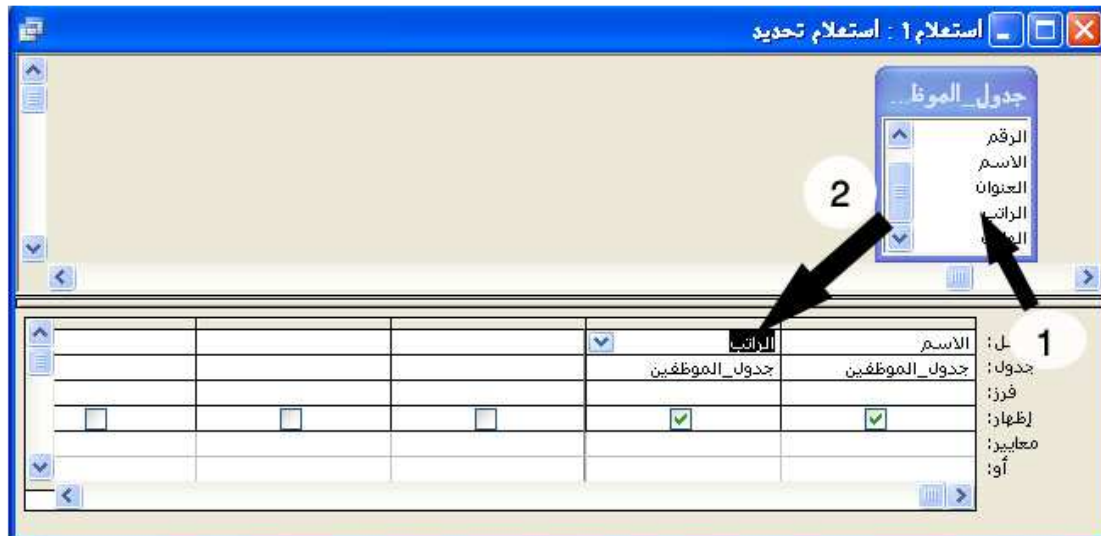 استعلام1 : استعلام تحديد
جدول_الموظ...
الرقم
الاسم
العنوان
الراتب
2
1
الاسم الراتب
جدول: جدول_الموظفين جدول_الموظفين
فرز:
إظهار:
معايير:
أو: